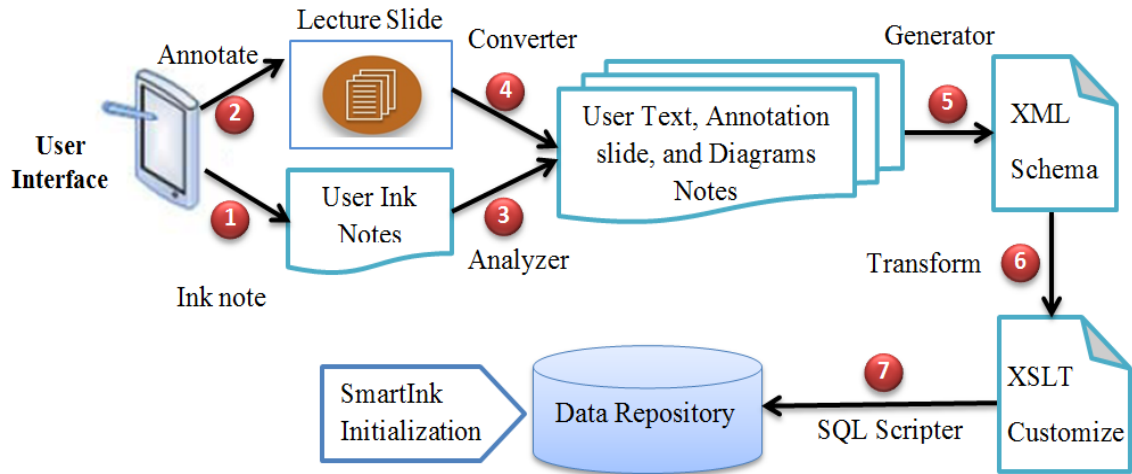 Lecture Slide
Annotate
2
Converter
4
Generator
User Text, Annotation
slide, and Diagrams
Notes
5
XML
Schema
User
Interface
1
User Ink
Notes
3
Analyzer
Ink note
Transform
6
SmartInk
Initialization
Data Repository
7
SQL Scripter
XSLT
Customize